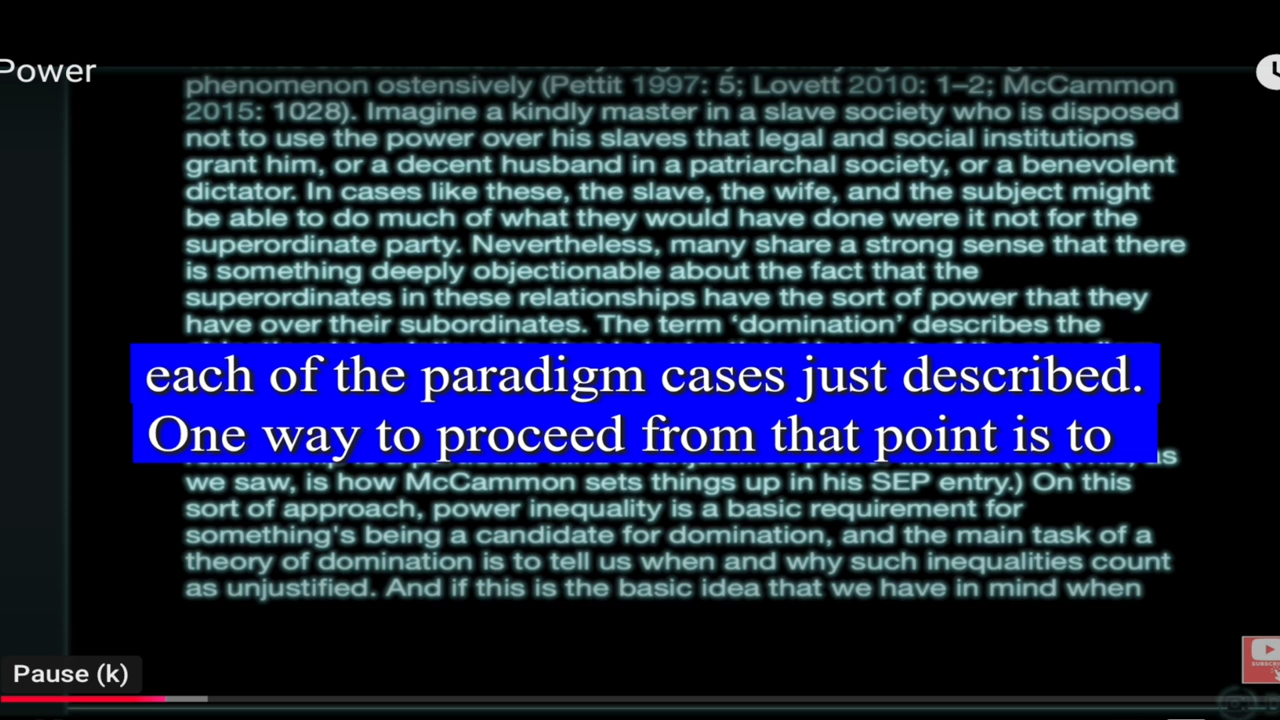 Power
phenomenon ostensively (Pettit 1997: 5; Lovett 2010: 1–2; McCammon
2015: 1028). Imagine a kindly master in a slave society who is disposed
not to use the power over his slaves that legal and social institutions
grant him, or a decent husband in a patriarchal society, or a benevolent
dictator. In cases like these, the slave, the wife, and the subject might
be able to do much of what they would have done were it not for the
superordinate party. Nevertheless, many share a strong sense that there
is something deeply objectionable about the fact that the
superordinates in these relationships have the sort of power that they
have over their subordinates. The term ‘domination’ describes the
each of the paradigm cases just described.
One way to proceed from that point is to
we saw, is how McCammon sets things up in his SEP entry.) On this
sort of approach, power inequality is a basic requirement for
something's being a candidate for domination, and the main task of a
theory of domination is to tell us when and why such inequalities count
as unjustified. And if this is the basic idea that we have in mind when
Pause (k)